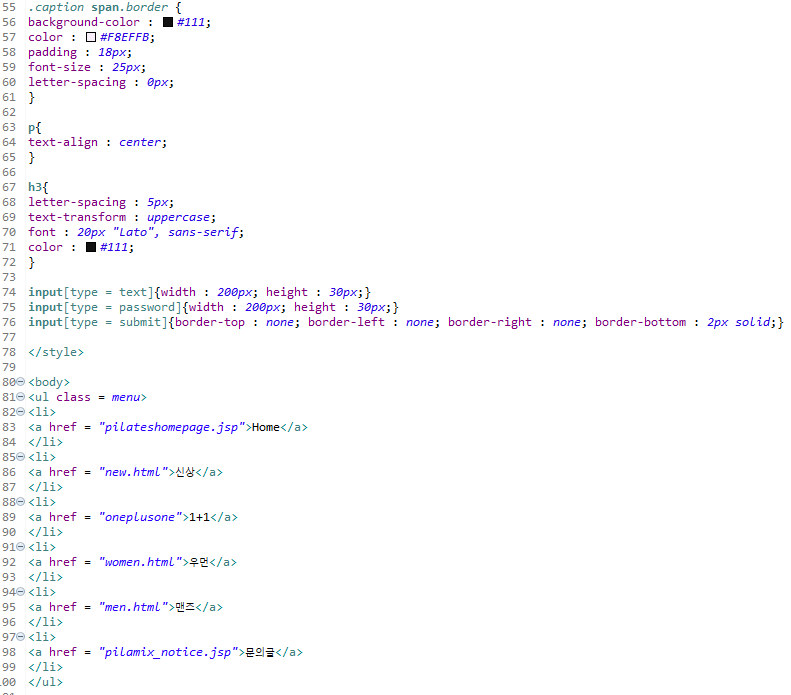 55 .caption span.border {
56 background-color : #111;
57 color : #F8EFFB;
58 padding : 18px;
59 font-size : 25px;
60 letter-spacing : 0px;
61 }
62
63 p{
64 text-align : center;
65 }
66
67 h3{
68 letter-spacing : 5px;
69 text-transform : uppercase;
70 font : 20px "Lato", sans-serif;
71 color : #111;
72 }
73
74 input[type = text]{width : 200px; height : 30px;}
75 input[type = password]{width : 200px; height : 30px;}
76 input[type = submit]{border-top : none; border-left : none; border-right : none; border-bottom : 2px solid;}
77
78 </style>
79
80 <body>
81 <ul class = menu>
82 <li>
83 <a href = "pilateshomepage.jsp">Home</a>
84 </li>
85 <li>
86 <a href = "new.html">신상</a>
87 </li>
88 <li>
89 <a href = "oneplusone">1+1</a>
90 </li>
91 <li>
92 <a href = "women.html">우먼</a>
93 </li>
94 <li>
95 <a href = "men.html">맨즈</a>
96 </li>
97 <li>
98 <a href = "pilamix_notice.jsp">문의글</a>
99 </li>
100 </ul>